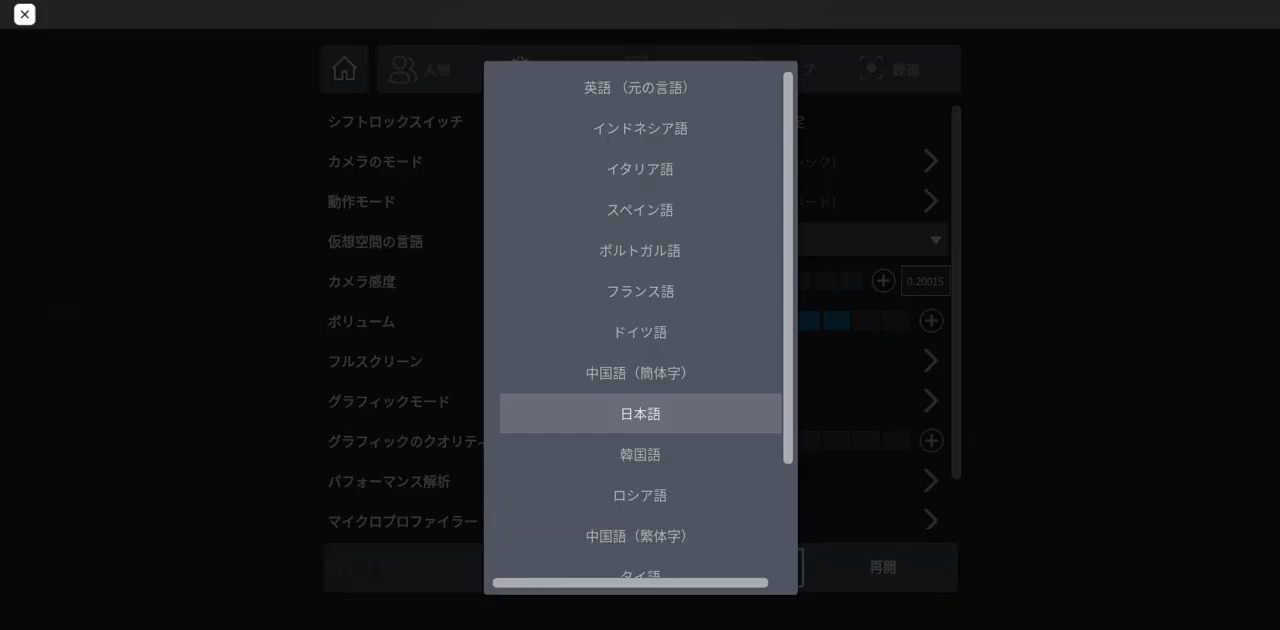 人物
録画
シフトロックスイッチ
カメラのモード
動作モード
仮想空間の言語
カメラ感度
0.20015
ボリューム
フルスクリーン
グラフィックモード
グラフィックのクオリティ
パフォーマンス解析
マイクロプロファイラー
英語 （元の言語）
インドネシア語
イタリア語
スペイン語
ポルトガル語
フランス語
ドイツ語
中国語（簡体字）
日本語
韓国語
ロシア語
中国語（繁体字）
タイ語
再開